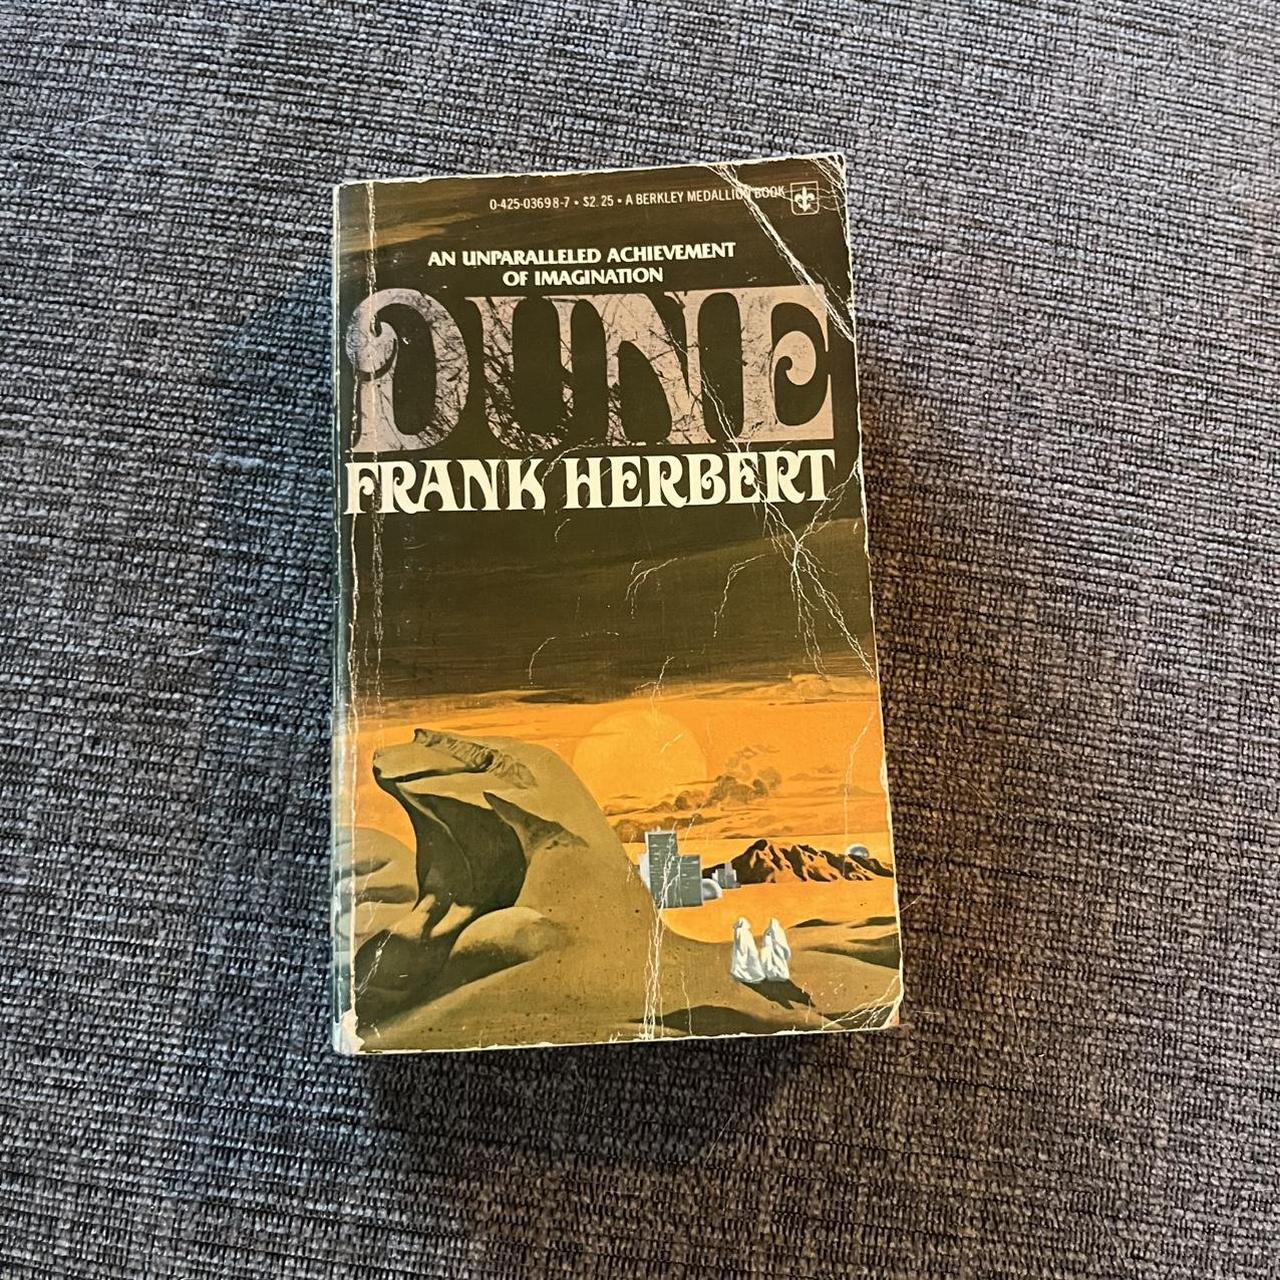 0-425-03698-7 • $2.25 • A BERKLEY MEDALLION BOOK
AN UNPARALLELED ACHIEVEMENT
OF IMAGINATION
DUNE
FRANK HERBERT